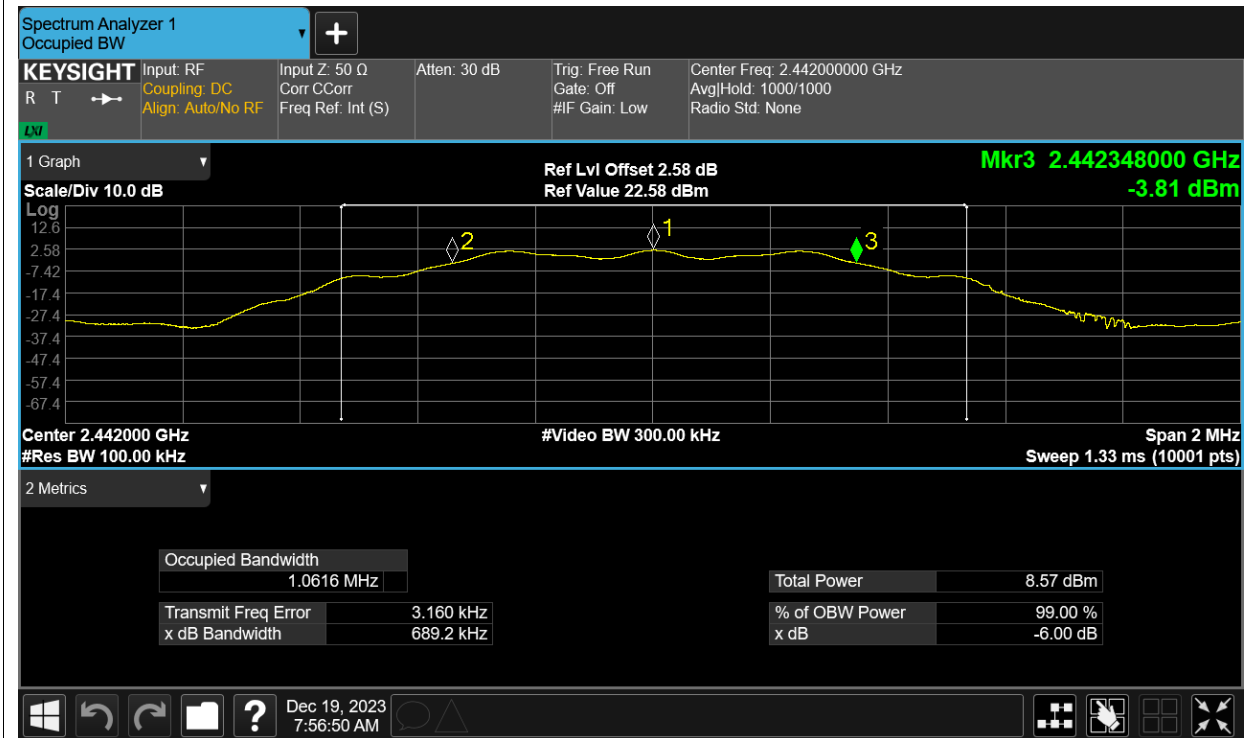 Spectrum Analyzer 1
Occupied BW
KEYSIGHT
R T
LXI
Input: RF
Coupling: DC
Align: Auto/No RF
Input Z: 50 Ω
Corr CCorr
Freq Ref: Int (S)
Atten: 30 dB
Trig: Free Run
Gate: Off
#IF Gain: Low
Center Freq: 2.442000000 GHz
Avg|Hold: 1000/1000
Radio Std: None
1 Graph
Scale/Div 10.0 dB
Ref Lvl Offset 2.58 dB
Ref Value 22.58 dBm
Mkr3 2.442348000 GHz
-3.81 dBm
Log
12.6
2.58
-7.42
-17.4
-27.4
-37.4
-47.4
-57.4
-67.4
2
1
3
Center 2.442000 GHz
#Video BW 300.00 kHz
Span 2 MHz
#Res BW 100.00 kHz
Sweep 1.33 ms (10001 pts)
2 Metrics
Occupied Bandwidth
1.0616 MHz
Total Power 8.57 dBm
Transmit Freq Error 3.160 kHz
% of OBW Power 99.00 %
x dB Bandwidth 689.2 kHz
x dB -6.00 dB
?
Dec 19, 2023
7:56:50 AM